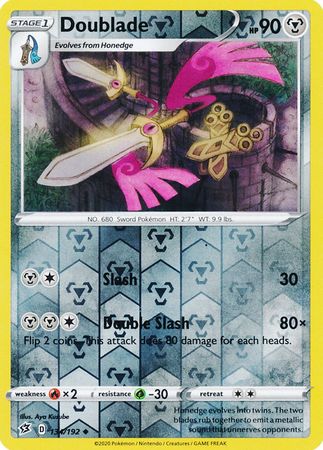 STAGE 1
Doublade
HP 90
Evolves from Honedge
NO. 680 Sword Pokémon HT: 2'7" WT: 9.9 lbs.
Slash 30
Double Slash 80×
Flip 2 coins. This attack does 80 damage for each heads.
weakness ×2 resistance -30 retreat
Illus. Aya Kusube
D 134/192
Honedge evolves into twins. The two
blades rub together to emit a metallic
sound that unnerves opponents.
©2020 Pokémon / Nintendo / Creatures / GAME FREAK